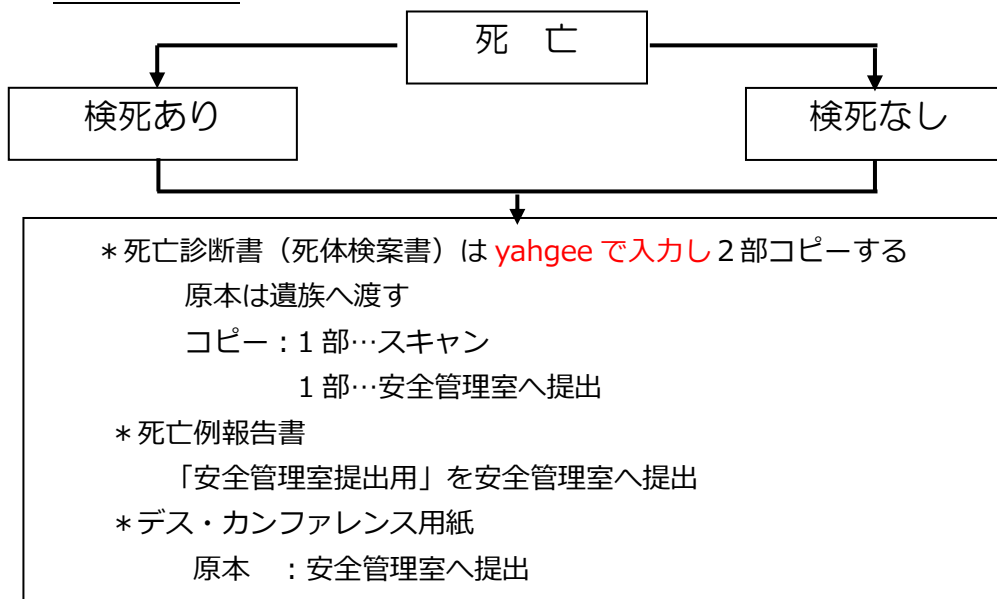 死　亡
検死あり
検死なし
＊死亡診断書（死体検案書）は yahgee で入力し２部コピーする
原本は遺族へ渡す
コピー：1 部…スキャン
1 部…安全管理室へ提出
＊死亡例報告書
「安全管理室提出用」を安全管理室へ提出
＊デス・カンファレンス用紙
原本　：安全管理室へ提出